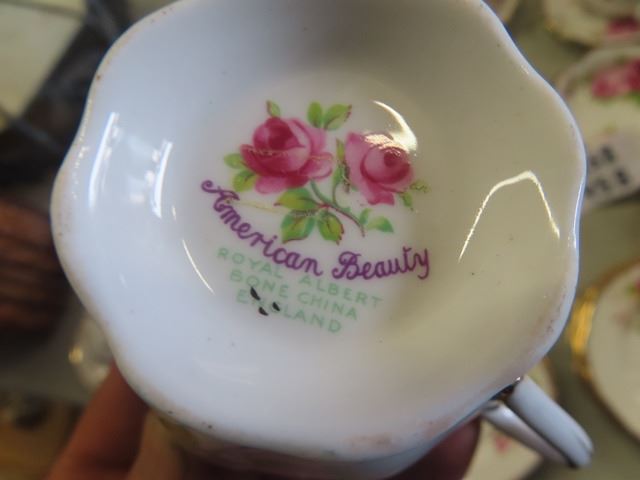 American Beauty
ROYAL ALBERT
BONE CHINA
ENGLAND